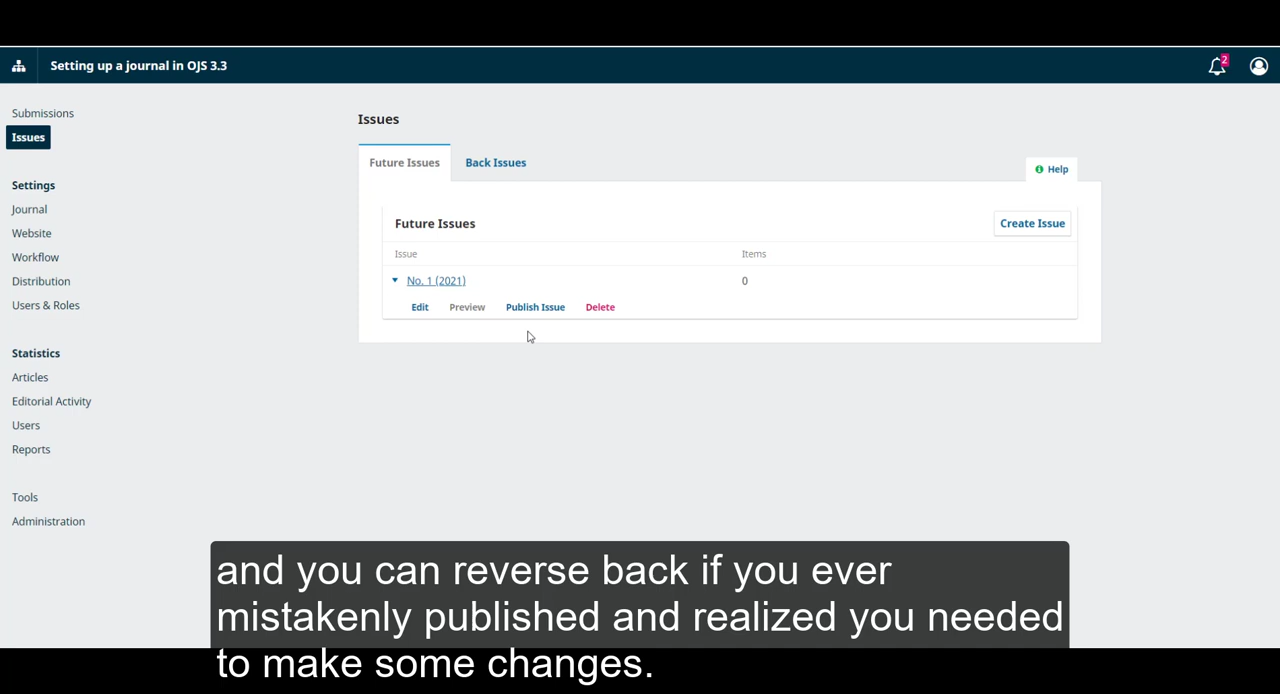 Setting up a journal in OJS 3.3
2
Submissions
Issues
Settings
Journal
Website
Workflow
Distribution
Users & Roles
Statistics
Articles
Editorial Activity
Users
Reports
Tools
Administration
Issues
Future Issues
Back Issues
Help
Future Issues
Create Issue
Issue
Items
No. 1 (2021)
0
Edit
Preview
Publish Issue
Delete
and you can reverse back if you ever
mistakenly published and realized you needed
to make some changes.